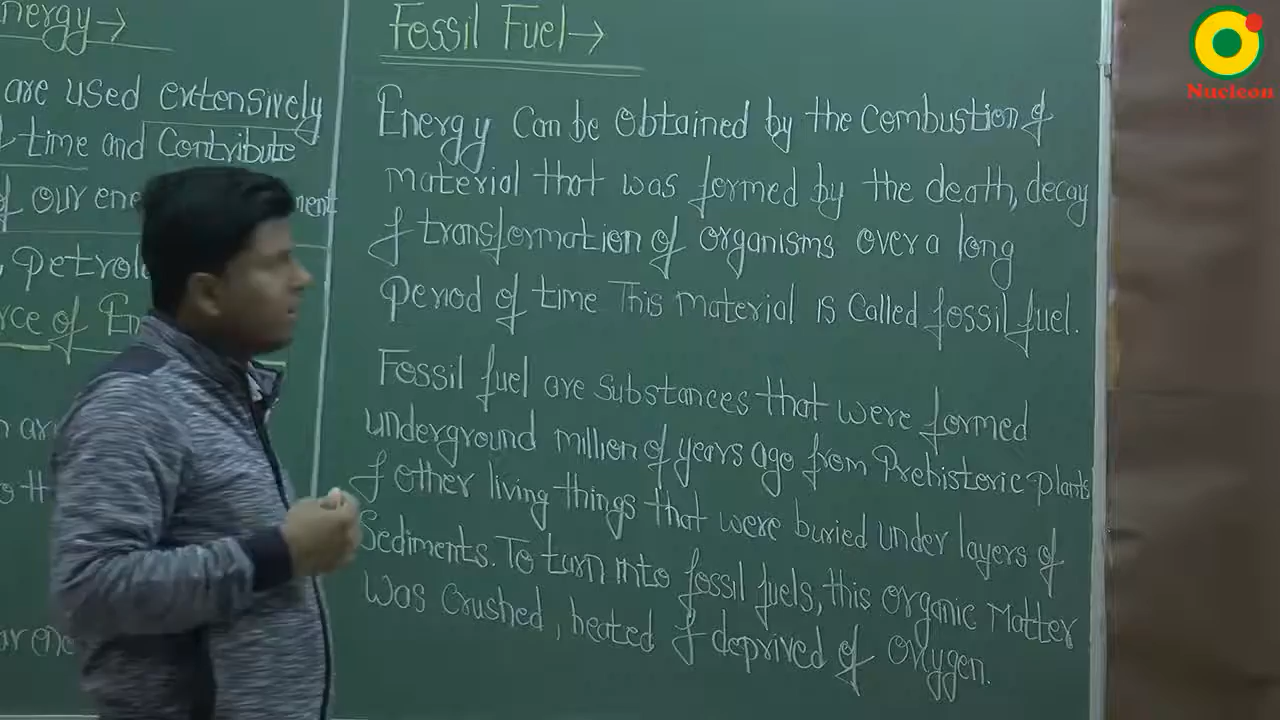 nergy→
are used extensively
time and Contribute
of our ene ment
, petrol
rce of En
Fossil Fuel→
Energy Can be Obtained by the Combustion of
material that was formed by the death, decay
& transformation of organisms over a long
period of time This material is Called fossil fuel.
Fossil fuel are Substances that were formed
underground million of years ago from Prehistoric plants
& other living things that were buried under layers of
Sediments. To turn into fossil fuels, this organic Matter
was Crushed, heated & deprived of Oxygen.
Nucleon